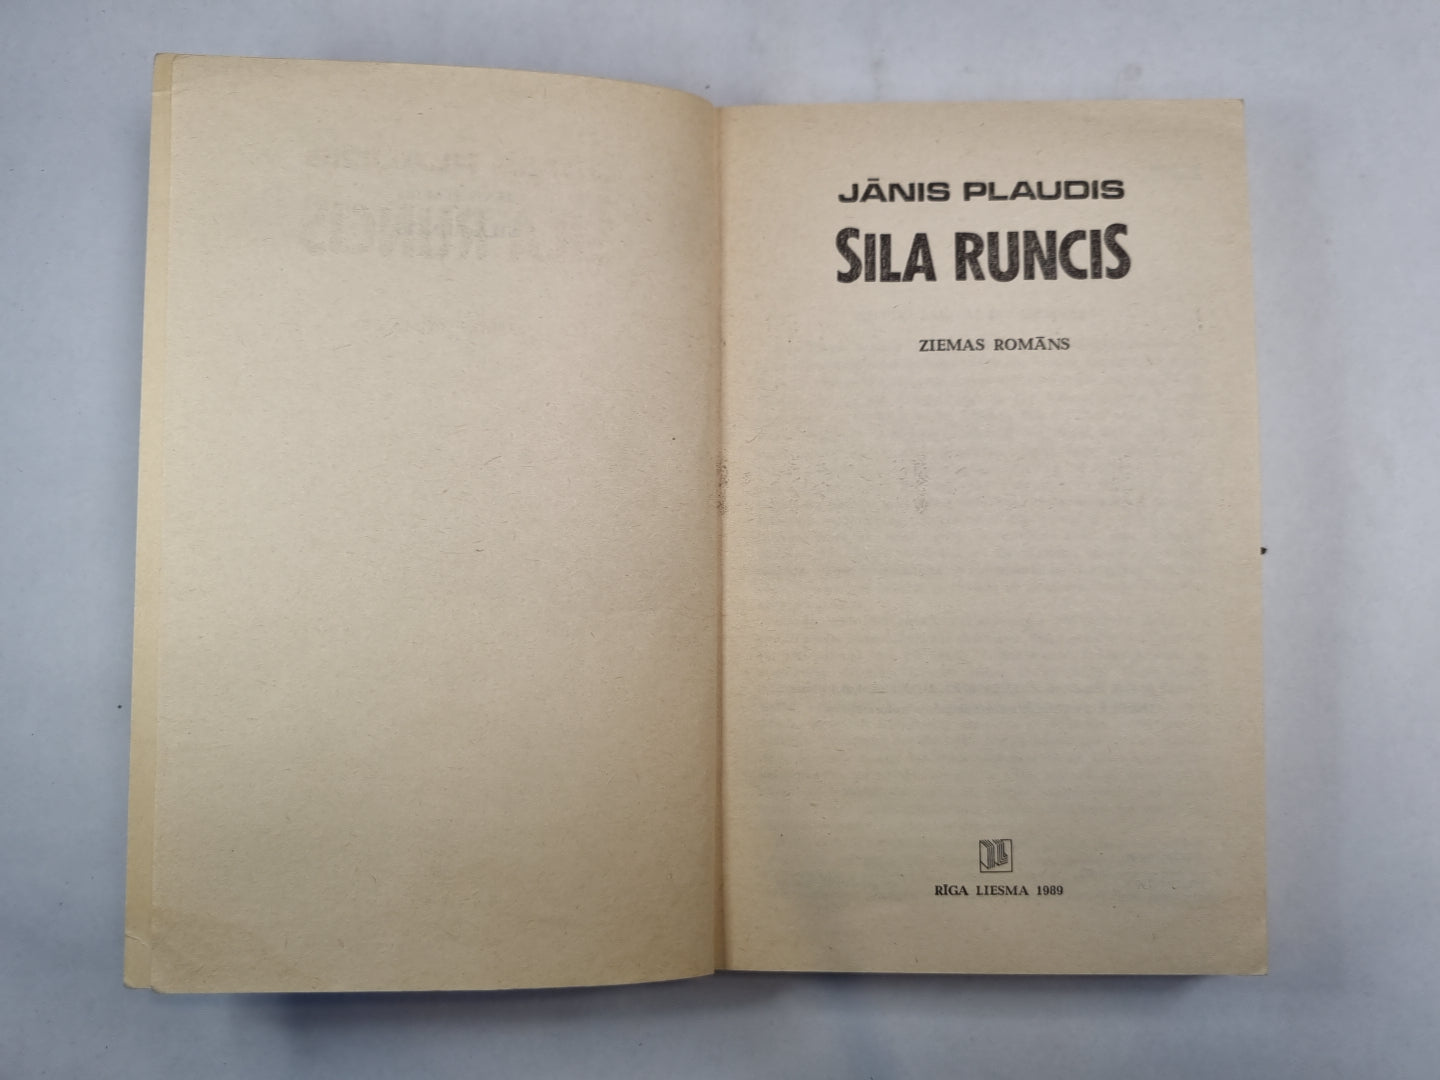 JĀNIS PLAUDIS
SILA RUNCIS
ZIEMAS ROMĀNS
RĪGA LIESMA 1989